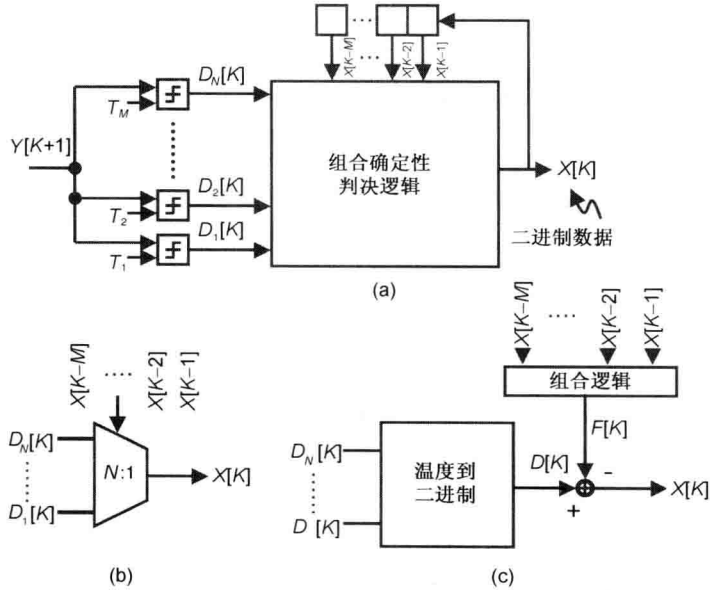 X[K–M]
X[K–2]
X[K–1]
D_N[K]
T_M
Y[K+1]
D_2[K]
T_2
D_1[K]
T_1
组合确定性
判决逻辑
X[K]
二进制数据
(a)
X[K–M]
X[K–2]
X[K–1]
D_N[K]
D_1[K]
N:1
X[K]
(b)
X[K–M]
X[K–2]
X[K–1]
组合逻辑
F[K]
D_N[K]
D [K]
温度到
二进制
D[K]
–
+
X[K]
(c)